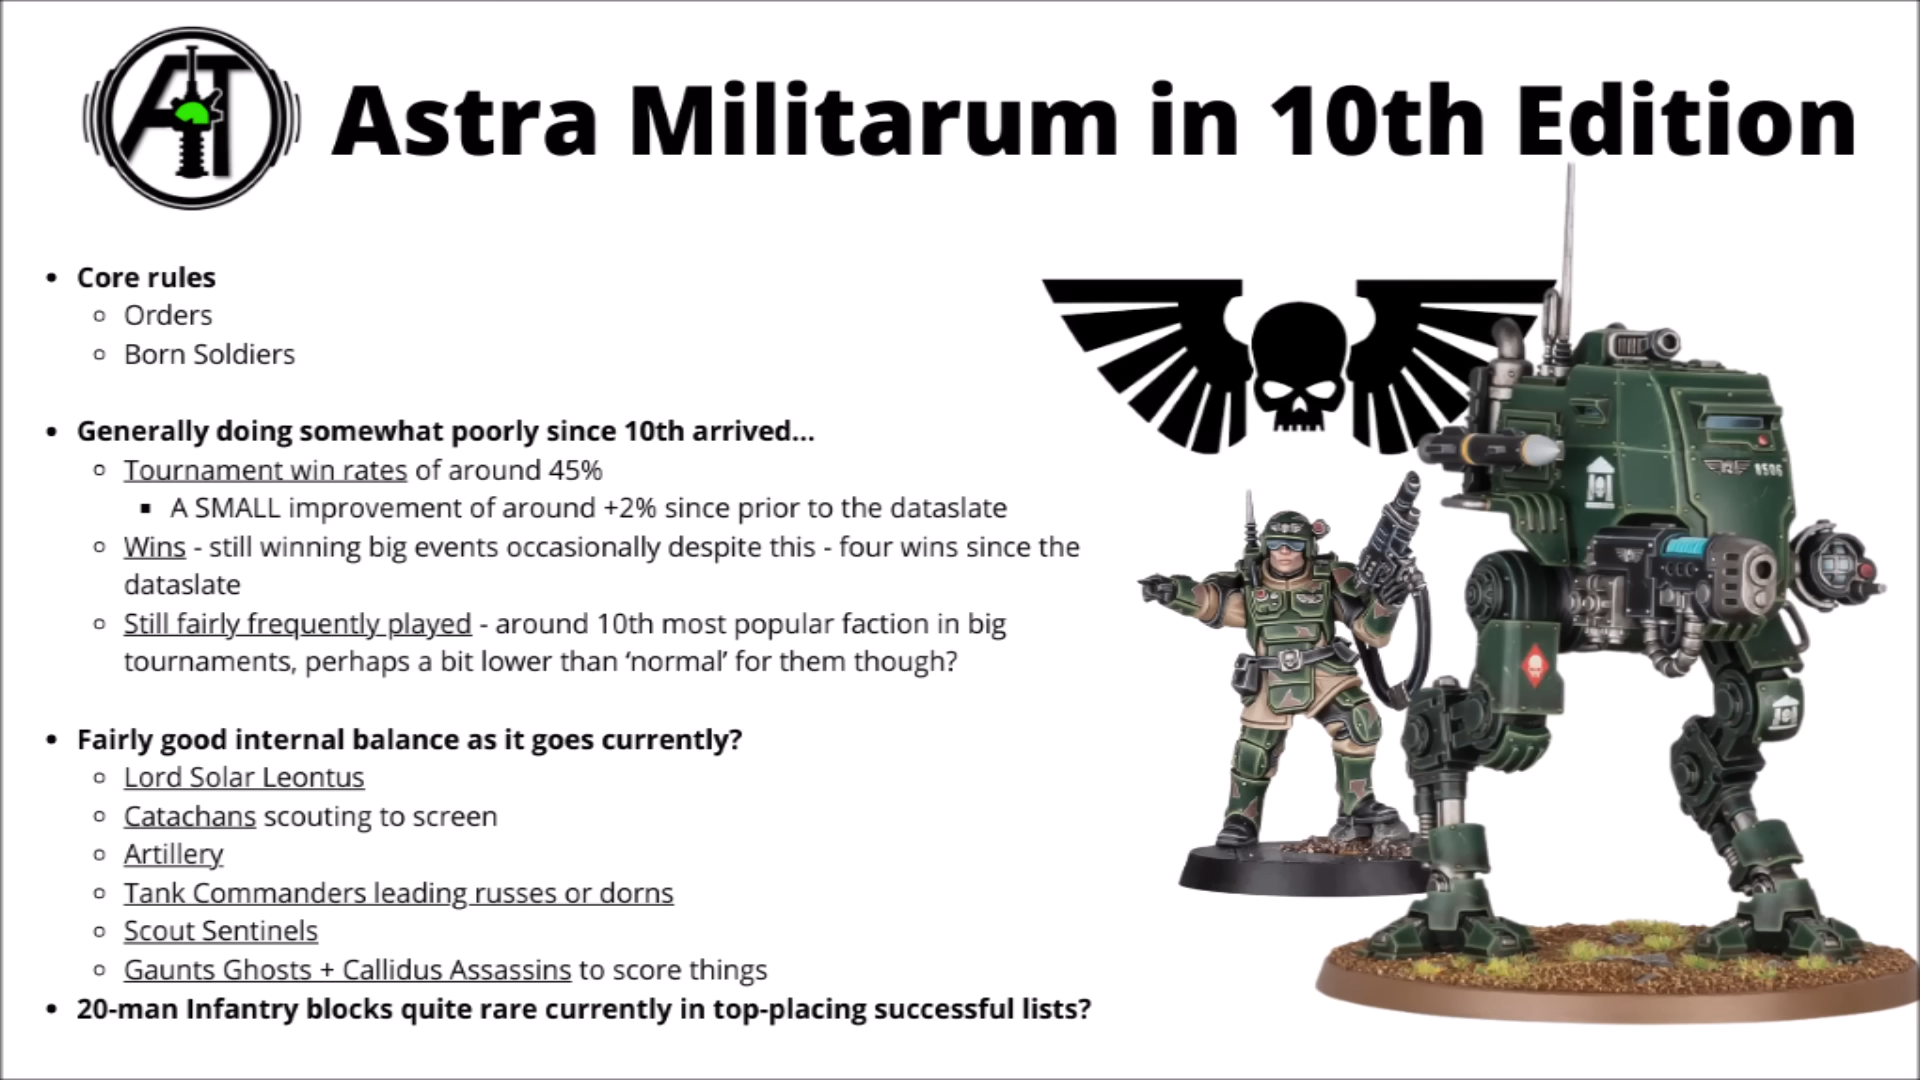 AT
Astra Militarum in 10th Edition
• Core rules
◦ Orders
◦ Born Soldiers
• Generally doing somewhat poorly since 10th arrived...
◦ Tournament win rates of around 45%
▪ A SMALL improvement of around +2% since prior to the dataslate
◦ Wins - still winning big events occasionally despite this - four wins since the
dataslate
◦ Still fairly frequently played - around 10th most popular faction in big
tournaments, perhaps a bit lower than ‘normal’ for them though?
• Fairly good internal balance as it goes currently?
◦ Lord Solar Leontus
◦ Catachans scouting to screen
◦ Artillery
◦ Tank Commanders leading russes or dorns
◦ Scout Sentinels
◦ Gaunts Ghosts + Callidus Assassins to score things
• 20-man Infantry blocks quite rare currently in top-placing successful lists?
8506